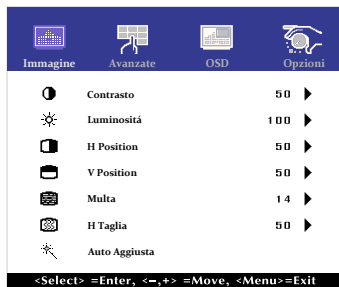 Immagine Avanzate OSD Opzioni
Contrasto 50
Luminositá 100
H Position 50
V Position 50
Multa 14
H Taglia 50
Auto Aggiusta
<Select> =Enter, <–,+> =Move, <Menu>=Exit